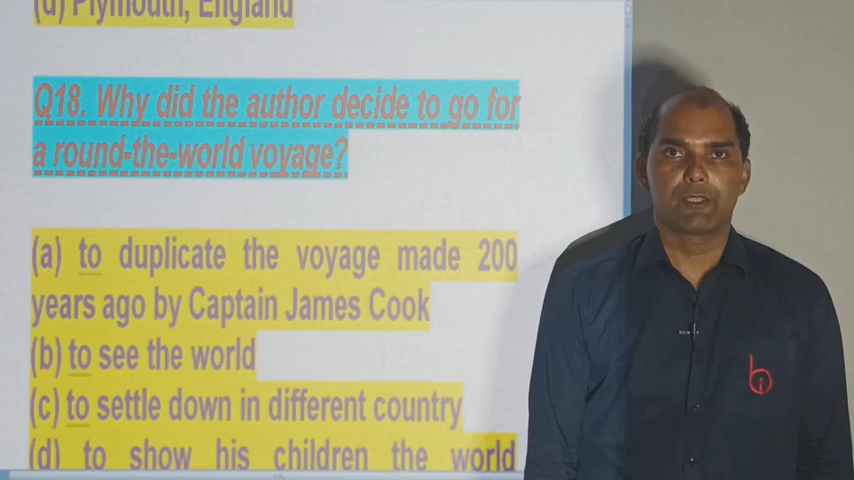 (d) Plymouth, England
Q18. Why did the author decide to go for
a round-the-world voyage?
(a) to duplicate the voyage made 200
years ago by Captain James Cook
(b) to see the world
(c) to settle down in different country
(d) to show his children the world